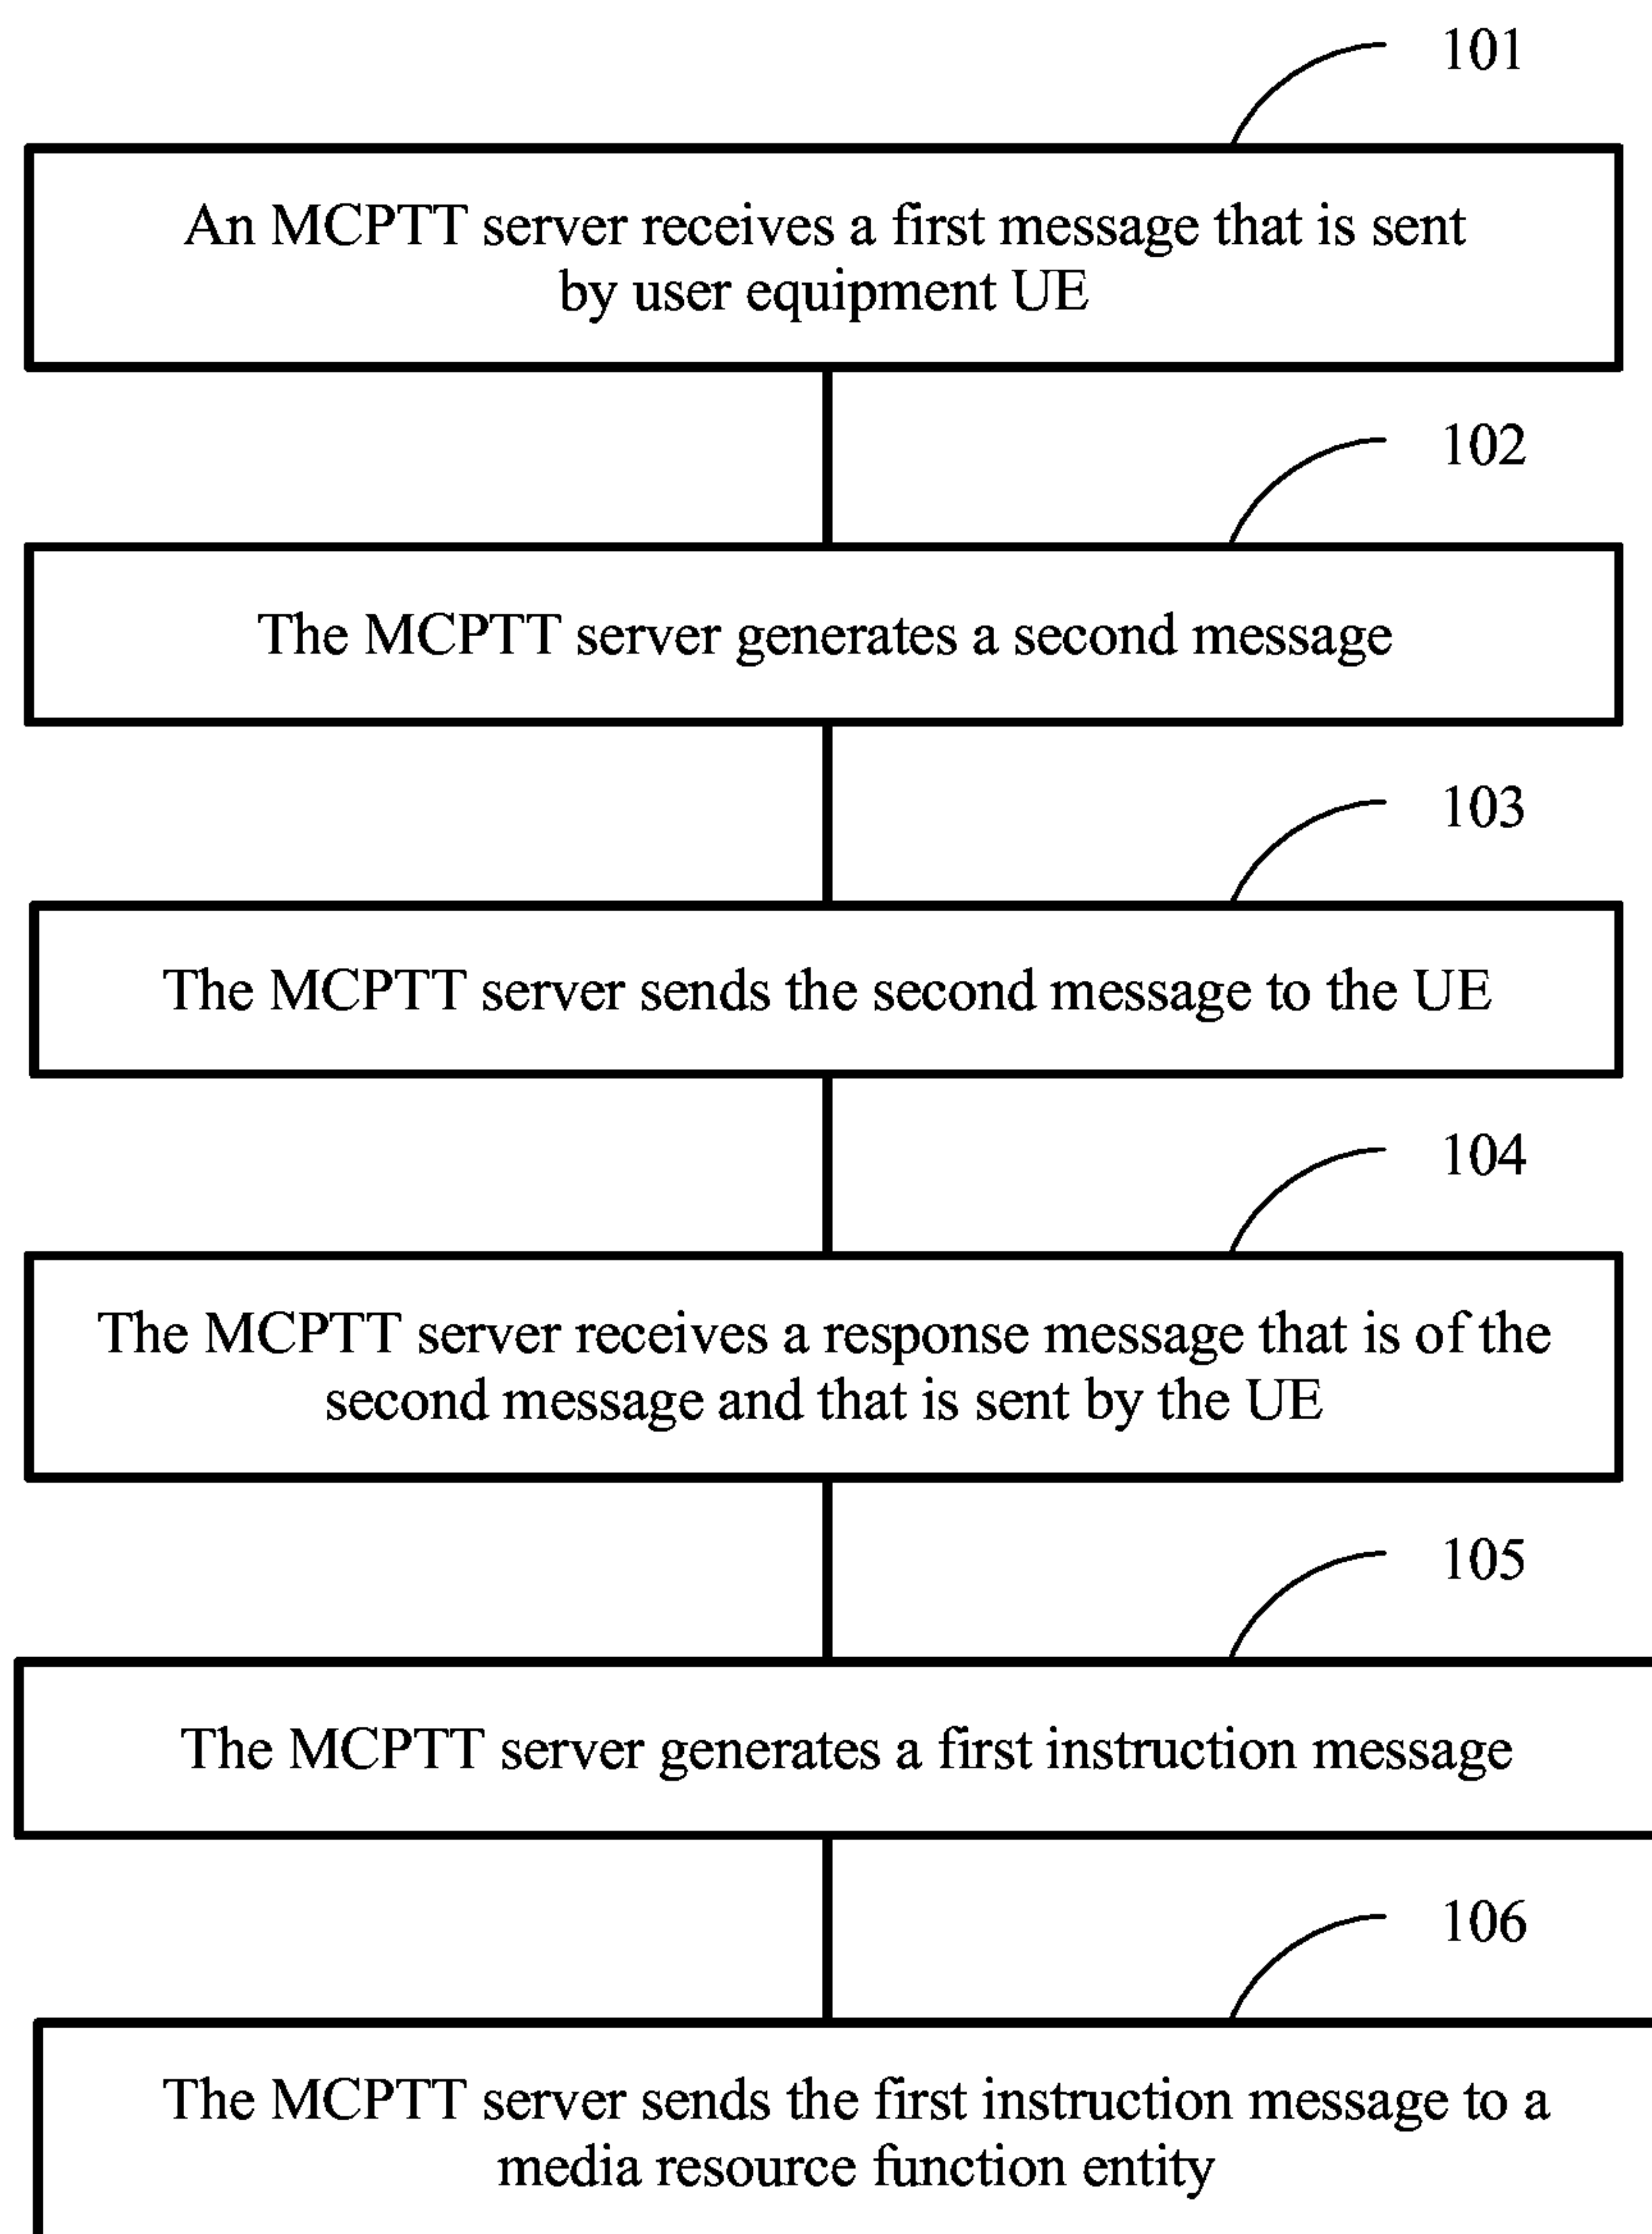 101
An MCPTT server receives a first message that is sent
by user equipment UE
102
The MCPTT server generates a second message
103
The MCPTT server sends the second message to the UE
104
The MCPTT server receives a response message that is of the
second message and that is sent by the UE
105
The MCPTT server generates a first instruction message
106
The MCPTT server sends the first instruction message to a
media resource function entity